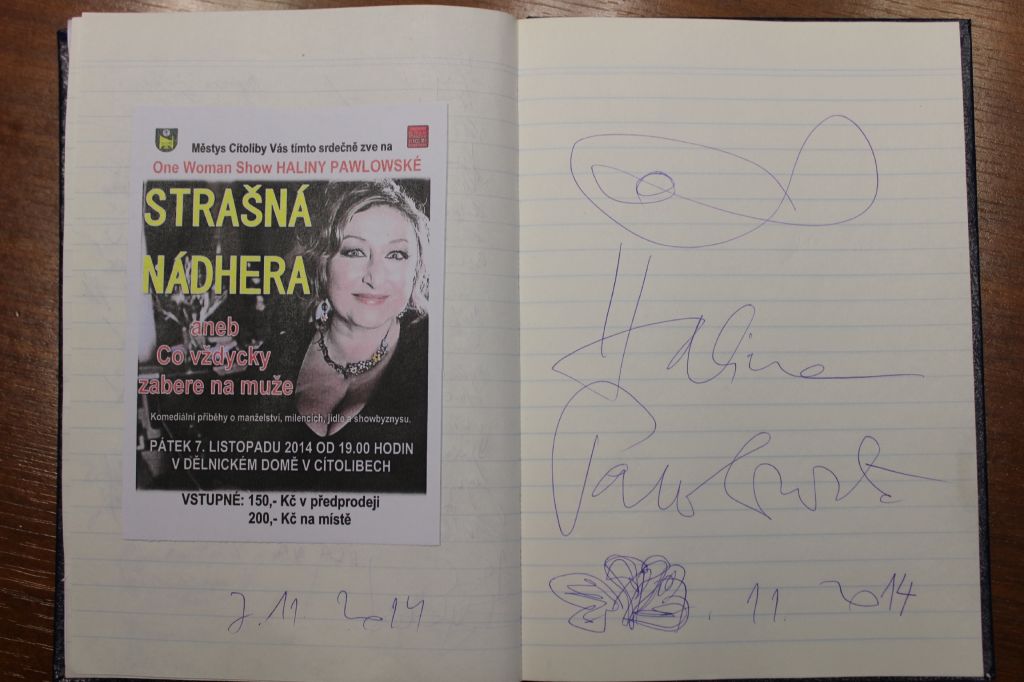 Městys Cítoliby Vás tímto srdečně zve na
One Woman Show HALINY PAWLOWSKÉ
STRAŠNÁ
NÁDHERA
aneb
Co vždycky
zabere na muže
Komediální příběhy o manželství, milencích, jídle a showbyznysu.
PÁTEK 7. LISTOPADU 2014 OD 19.00 HODIN
V DĚLNICKÉM DOMĚ V CÍTOLIBECH
VSTUPNÉ: 150,- Kč v předprodeji
200,- Kč na místě
7.11 2014
Halina
Pawlowská
. 11. 2014